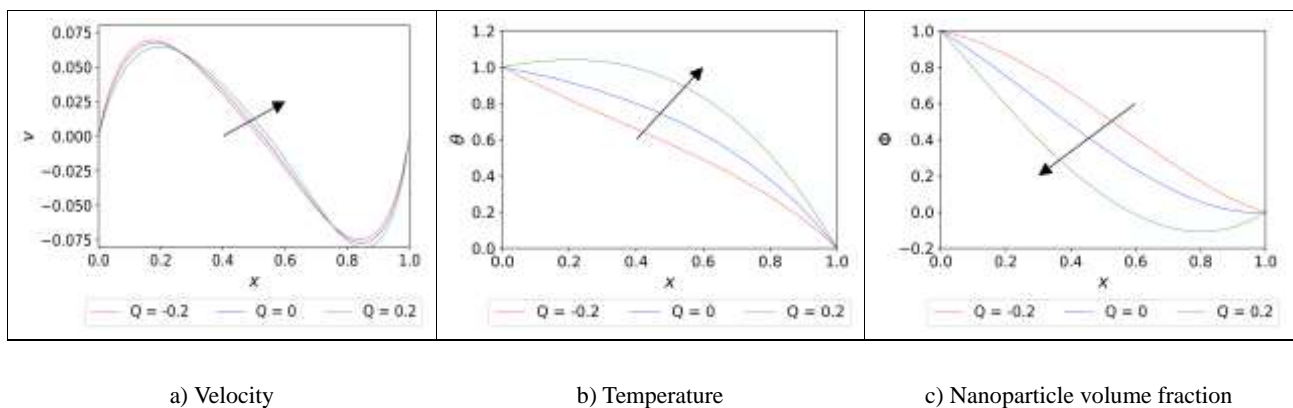 0.075
0.050
0.025
0.000
−0.025
−0.050
−0.075
v
0.0 0.2 0.4 0.6 0.8 1.0
x
Q = -0.2 Q = 0 Q = 0.2
1.2
1.0
0.8
0.6
0.4
0.2
0.0
θ
0.0 0.2 0.4 0.6 0.8 1.0
x
Q = -0.2 Q = 0 Q = 0.2
1.0
0.8
0.6
0.4
0.2
0.0
−0.2
Φ
0.0 0.2 0.4 0.6 0.8 1.0
x
Q = -0.2 Q = 0 Q = 0.2
a) Velocity
b) Temperature
c) Nanoparticle volume fraction